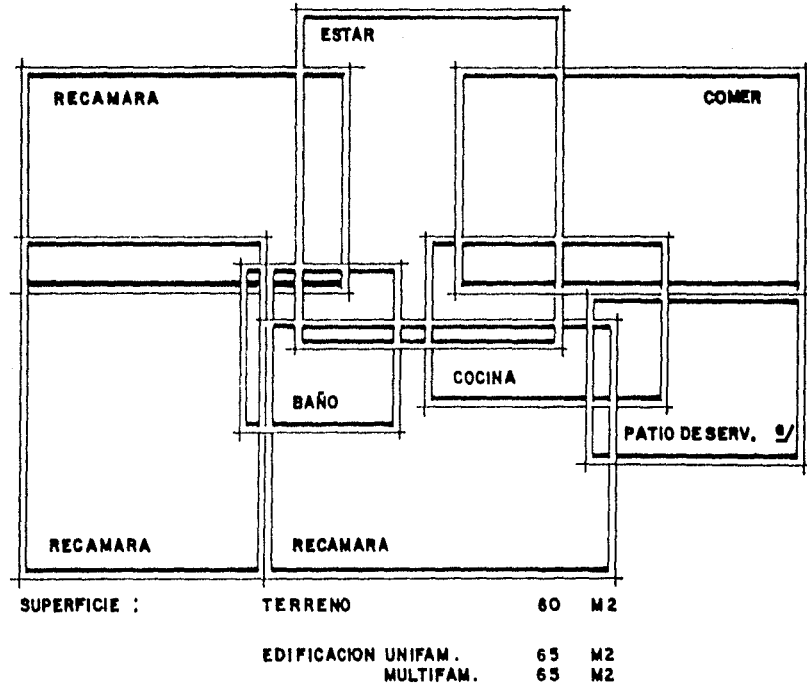 ESTAR
RECAMARA
COMER
COCINA
BAÑO
PATIO DE SERV. a/
RECAMARA
RECAMARA
SUPERFICIE : TERRENO 60 M2
EDIFICACION UNIFAM. 65 M2
MULTIFAM. 65 M2